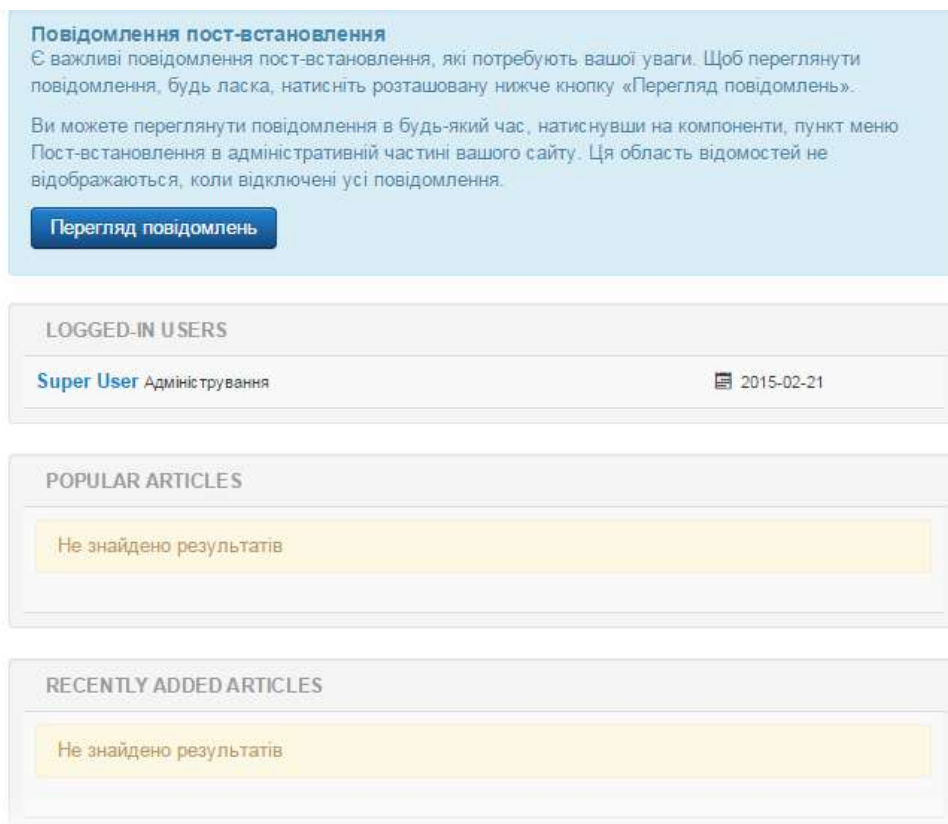 Повідомлення пост-встановлення
Є важливі повідомлення пост-встановлення, які потребують вашої уваги. Щоб переглянути
повідомлення, будь ласка, натисніть розташовану нижче кнопку «Перегляд повідомлень».
Ви можете переглянути повідомлення в будь-який час, натиснувши на компоненти, пункт меню
Пост-встановлення в адміністративній частині вашого сайту. Ця область відомостей не
відображаються, коли відключені усі повідомлення.
Перегляд повідомлень
LOGGED-IN USERS
Super User Адміністрування 2015-02-21
POPULAR ARTICLES
Не знайдено результатів
RECENTLY ADDED ARTICLES
Не знайдено результатів